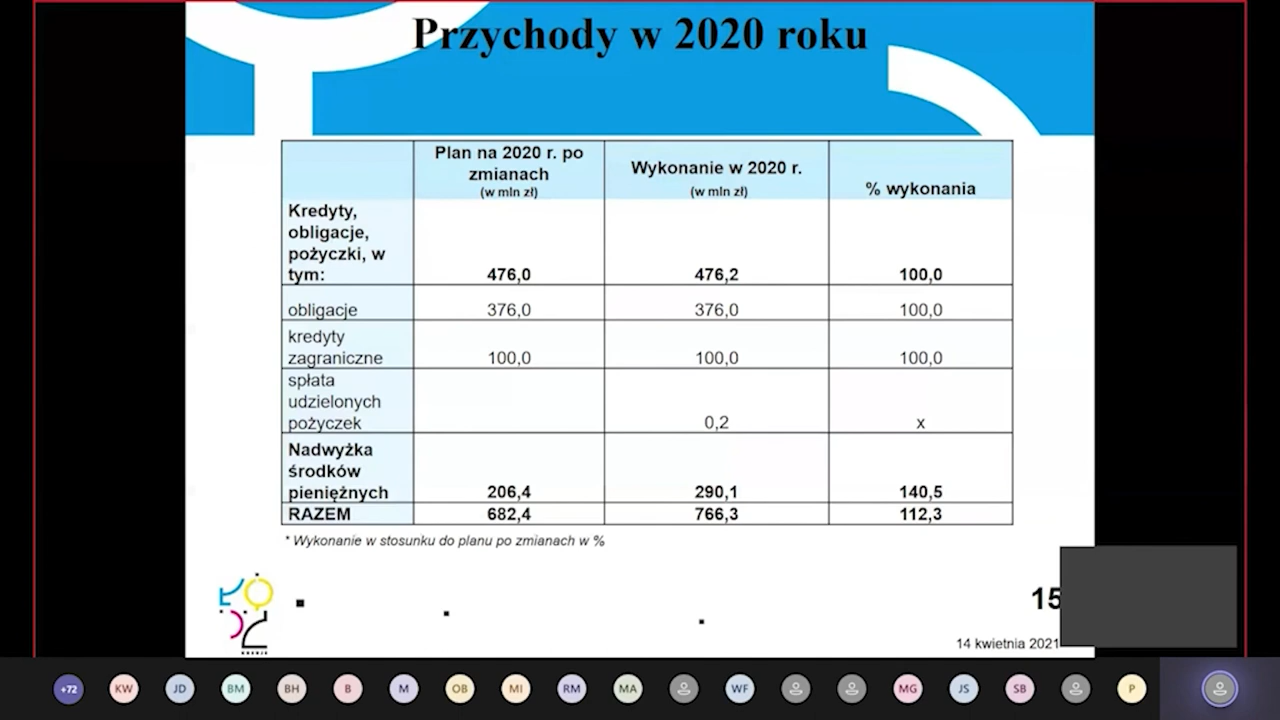 Przychody w 2020 roku
Plan na 2020 r. po
zmianach
(w mln zł)
Wykonanie w 2020 r.
(w mln zł)
% wykonania
Kredyty,
obligacje,
pożyczki, w
tym:
476,0
476,2
100,0
obligacje
376,0
376,0
100,0
kredyty
zagraniczne
100,0
100,0
100,0
spłata
udzielonych
pożyczek
0,2
x
Nadwyżka
środków
pieniężnych
206,4
290,1
140,5
RAZEM
682,4
766,3
112,3
* Wykonanie w stosunku do planu po zmianach w %
15
14 kwietnia 2021
+72
KW
JD
BM
BH
B
M
OB
MI
RM
MA
WF
MG
JS
SB
P